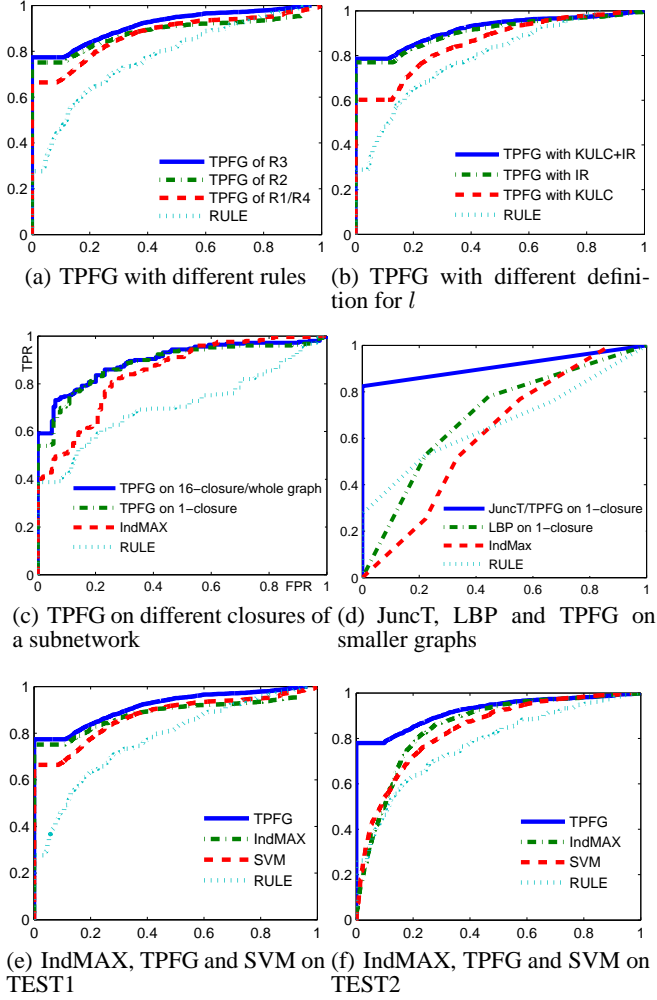 1
0.8
0.6
0.4
0.2
0
0 0.2 0.4 0.6 0.8 1
TPFG of R3
TPFG of R2
TPFG of R1/R4
RULE
(a) TPFG with different rules
1
0.8
0.6
0.4
0.2
0
0 0.2 0.4 0.6 0.8 1
TPFG with KULC+IR
TPFG with IR
TPFG with KULC
RULE
(b) TPFG with different defini-
tion for l
1
TPR
0.8
0.6
0.4
0.2
0
0 0.2 0.4 0.6 0.8 FPR 1
TPFG on 16−closure/whole graph
TPFG on 1−closure
IndMAX
RULE
(c) TPFG on different closures of
a subnetwork
1
0.8
0.6
0.4
0.2
0
0 0.2 0.4 0.6 0.8 1
JuncT/TPFG on 1−closure
LBP on 1−closure
IndMax
RULE
(d) JuncT, LBP and TPFG on
smaller graphs
1
0.8
0.6
0.4
0.2
0
0 0.2 0.4 0.6 0.8 1
TPFG
IndMAX
SVM
RULE
(e) IndMAX, TPFG and SVM on
TEST1
1
0.8
0.6
0.4
0.2
0
0 0.2 0.4 0.6 0.8 1
TPFG
IndMAX
SVM
RULE
(f) IndMAX, TPFG and SVM on
TEST2